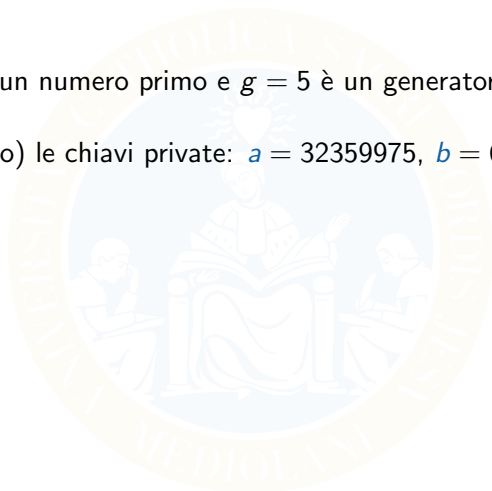 un numero primo e g = 5 è un generator
o) le chiavi private: a = 32359975, b =